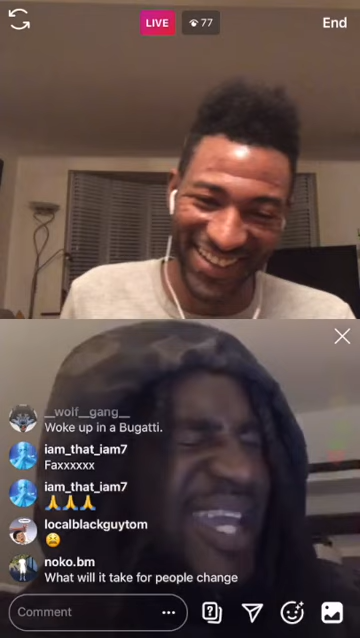 LIVE
77
End
__wolf__gang__
Woke up in a Bugatti.
iam_that_iam7
Faxxxxxx
iam_that_iam7
🙏🙏🙏
localblackguytom
😫
noko.bm
What will it take for people change
Comment